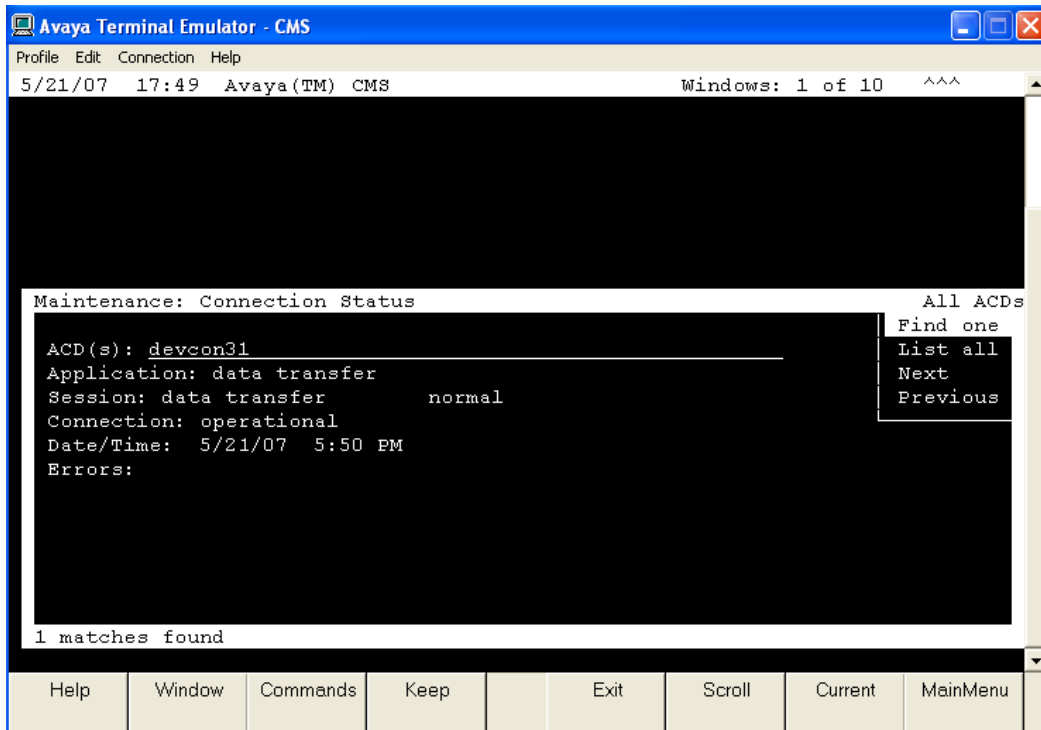 Avaya Terminal Emulator - CMS
Profile Edit Connection Help
5/21/07 17:49 Avaya(TM) CMS Windows: 1 of 10 ^^^
Maintenance: Connection Status All ACDs
Find one
ACD(s): devcon31 List all
Application: data transfer Next
Session: data transfer normal Previous
Connection: operational
Date/Time: 5/21/07 5:50 PM
Errors:
1 matches found
Help Window Commands Keep Exit Scroll Current MainMenu